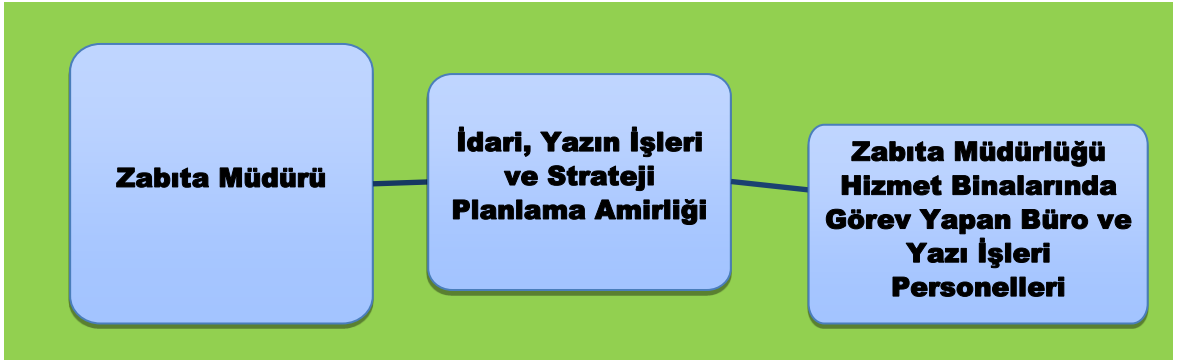 Zabıta Müdürü
İdari, Yazın İşleri
ve Strateji
Planlama Amirliği
Zabıta Müdürlüğü
Hizmet Binalarında
Görev Yapan Büro ve
Yazı İşleri
Personelleri